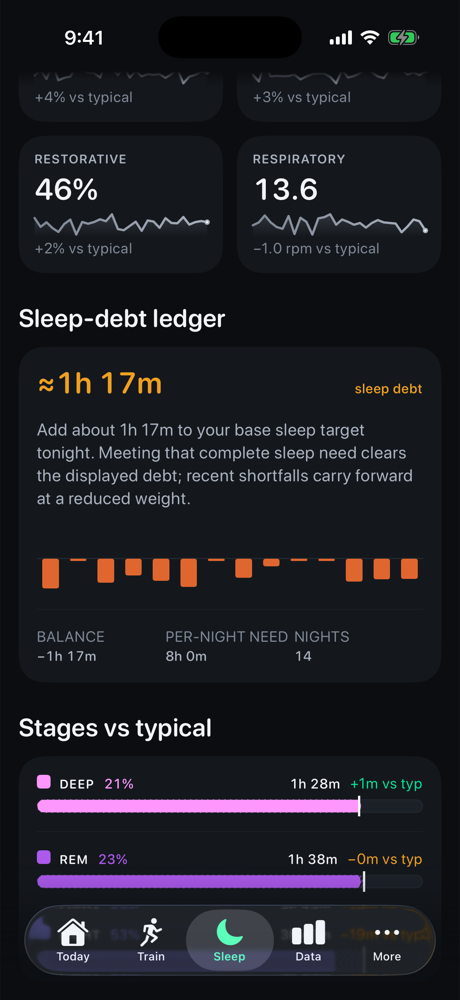 9:41
+4% vs typical
+3% vs typical
RESTORATIVE
46%
+2% vs typical
RESPIRATORY
13.6
−1.0 rpm vs typical
Sleep-debt ledger
≈1h 17m
sleep debt
Add about 1h 17m to your base sleep target
tonight. Meeting that complete sleep need clears
the displayed debt; recent shortfalls carry forward
at a reduced weight.
BALANCE
−1h 17m
PER-NIGHT NEED
8h 0m
NIGHTS
14
Stages vs typical
DEEP 21% 1h 28m +1m vs typ
REM 23% 1h 38m −0m vs typ
Today
Train
Sleep
Data
More